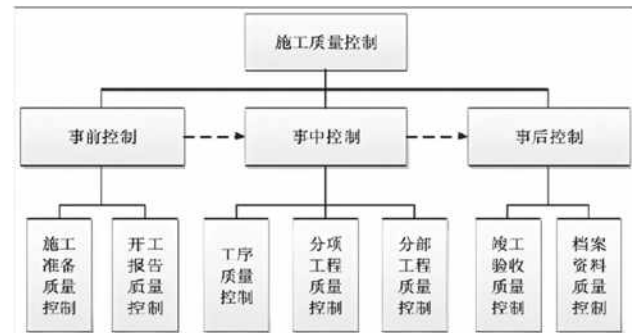 施工质量控制
事前控制
事中控制
事后控制
施工
准备
质量
控制
开工
报告
质量
控制
工序
质量
控制
分项
工程
质量
控制
分部
工程
质量
控制
竣工
验收
质量
控制
档案
资料
质量
控制